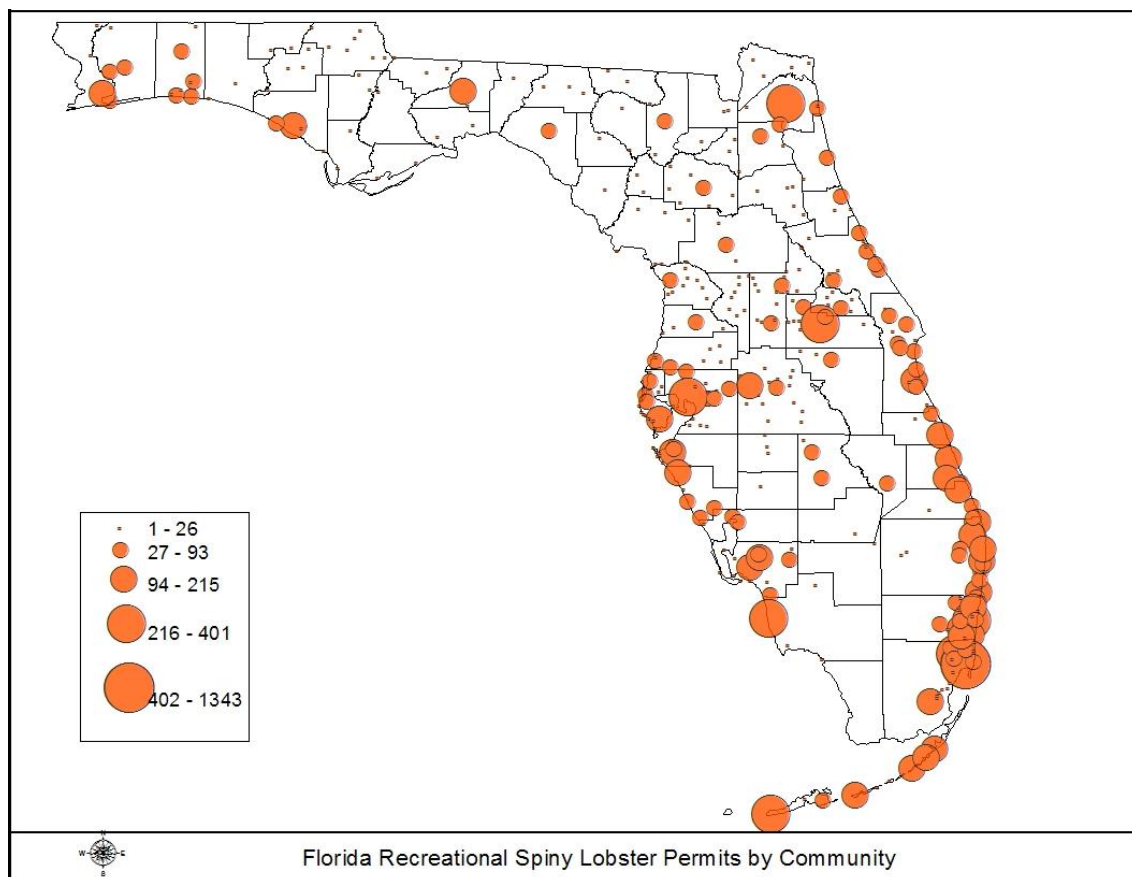 1 - 26
27 - 93
94 - 215
216 - 401
402 - 1343
N
W E
S
Florida Recreational Spiny Lobster Permits by Community